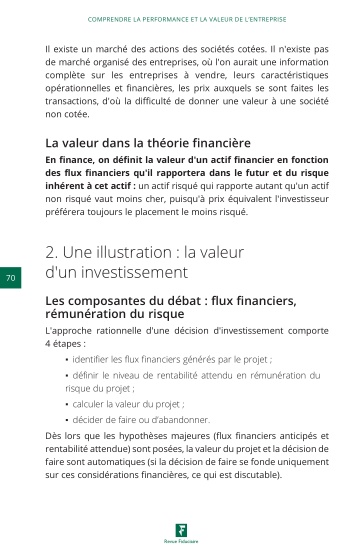 COMPRENDRE LA PERFORMANCE ET LA VALEUR DE L'ENTREPRISE
Il existe un marché des actions des sociétés cotées. Il n'existe pas
de marché organisé des entreprises, où l'on aurait une information
complète sur les entreprises à vendre, leurs caractéristiques
opérationnelles et financières, les prix auxquels se sont faites les
transactions, d'où la difficulté de donner une valeur à une société
non cotée.
La valeur dans la théorie financière
En finance, on définit la valeur d'un actif financier en fonction
des flux financiers qu'il rapportera dans le futur et du risque
inhérent à cet actif : un actif risqué qui rapporte autant qu'un actif
non risqué vaut moins cher, puisqu'à prix équivalent l'investisseur
préférera toujours le placement le moins risqué.
2. Une illustration : la valeur
d'un investissement
70
Les composantes du débat : flux financiers,
rémunération du risque
L'approche rationnelle d'une décision d'investissement comporte
4 étapes :
• identifier les flux financiers générés par le projet ;
• définir le niveau de rentabilité attendu en rémunération du
risque du projet ;
• calculer la valeur du projet ;
• décider de faire ou d'abandonner.
Dès lors que les hypothèses majeures (flux financiers anticipés et
rentabilité attendue) sont posées, la valeur du projet et la décision de
faire sont automatiques (si la décision de faire se fonde uniquement
sur ces considérations financières, ce qui est discutable).
Revue Fiduciaire